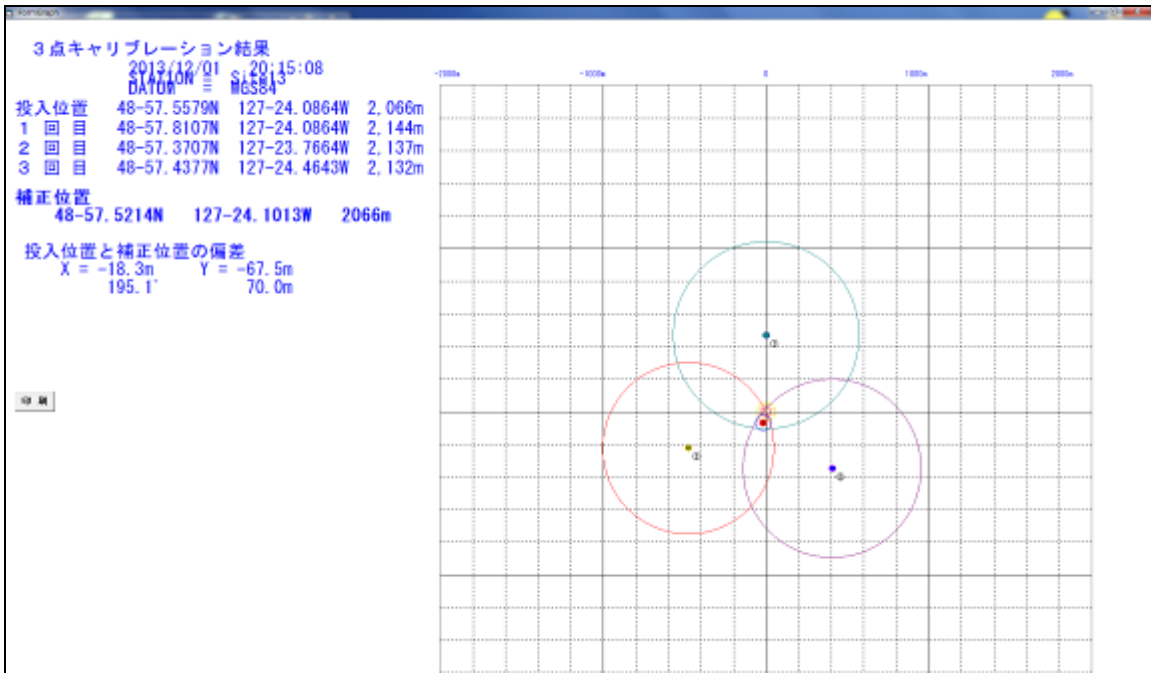 FormGraph
３点キャリブレーション結果
2013/12/01 20:15:08
STATION = Site13
DATUM = WGS84
投入位置 48-57.5579N 127-24.0864W 2,066m
1 回 目 48-57.8107N 127-24.0864W 2,144m
2 回 目 48-57.3707N 127-23.7664W 2,137m
3 回 目 48-57.4377N 127-24.4643W 2,132m
補正位置
48-57.5214N 127-24.1013W 2066m
投入位置と補正位置の偏差
X = -18.3m Y = -67.5m
195.1° 70.0m
印 刷
-2000m -1000m 0 1000m 2000m